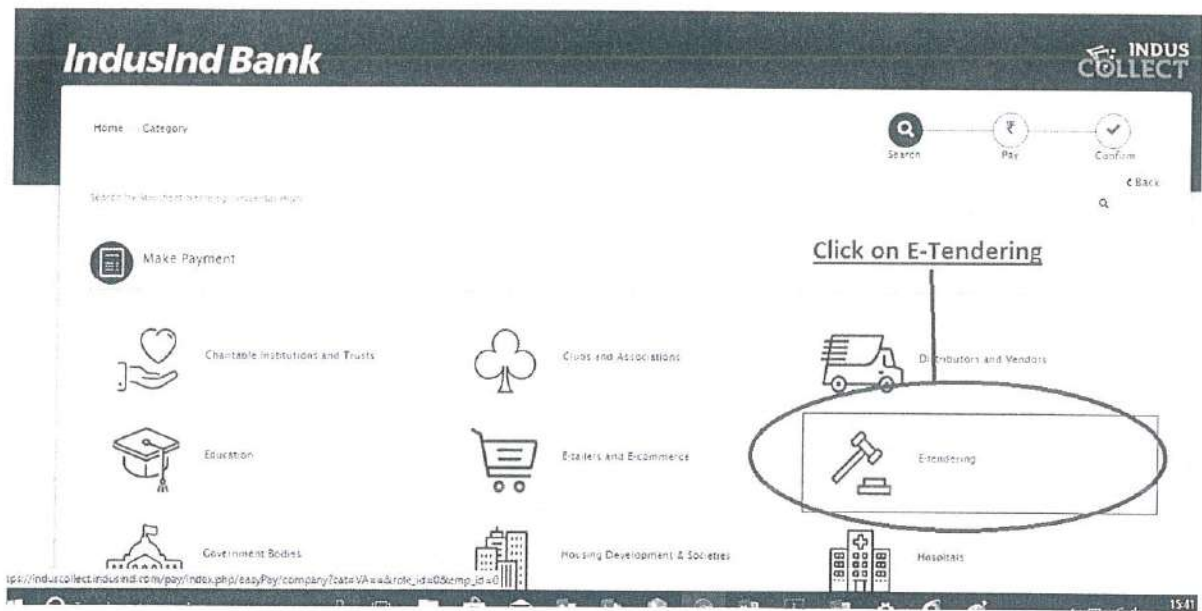 IndusInd Bank
INDUS
COLLECT
Home Category
Search
Pay
Confirm
Back
Make Payment
Click on E-Tendering
Charitable Institutions and Trusts
Clubs and Associations
Distributors and Vendors
Education
E-tailers and E-commerce
E-tendering
Government Bodies
Housing Development & Societies
Hospitals
15:41